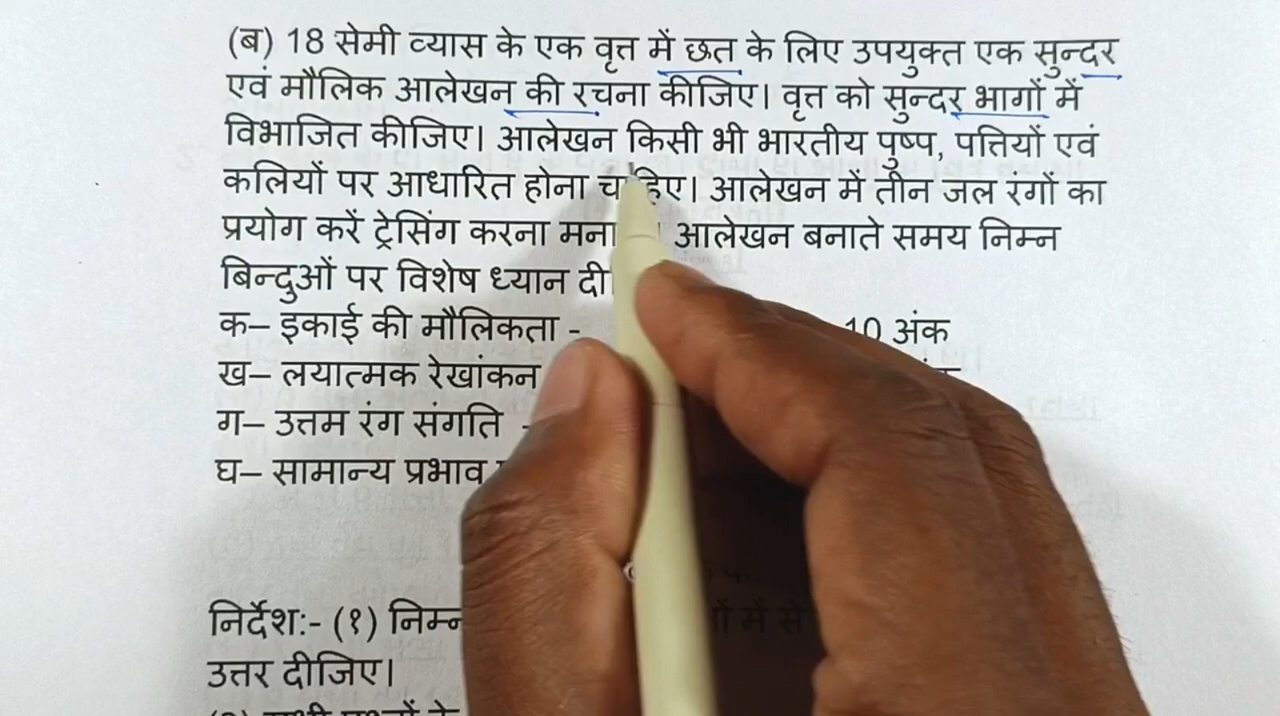 (ब) 18 सेमी व्यास के एक वृत्त में छत के लिए उपयुक्त एक सुन्दर
एवं मौलिक आलेखन की रचना कीजिए। वृत्त को सुन्दर भागों में
विभाजित कीजिए। आलेखन किसी भी भारतीय पुष्प, पत्तियों एवं
कलियों पर आधारित होना चाहिए। आलेखन में तीन जल रंगों का
प्रयोग करें ट्रेसिंग करना मना आलेखन बनाते समय निम्न
बिन्दुओं पर विशेष ध्यान
क– इकाई की मौलिकता - 10 अंक
ख– लयात्मक रेखांकन
ग– उत्तम रंग संगति -
घ– सामान्य प्रभाव
निर्देश:- (१) में से
उत्तर दीजिए।